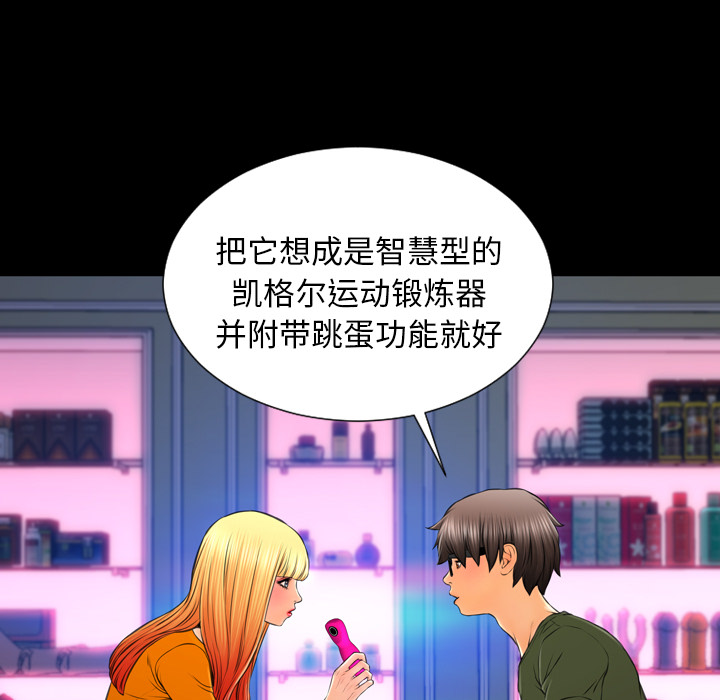 把它想成是智慧型的
凯格尔运动锻炼器
并附带跳蛋功能就好